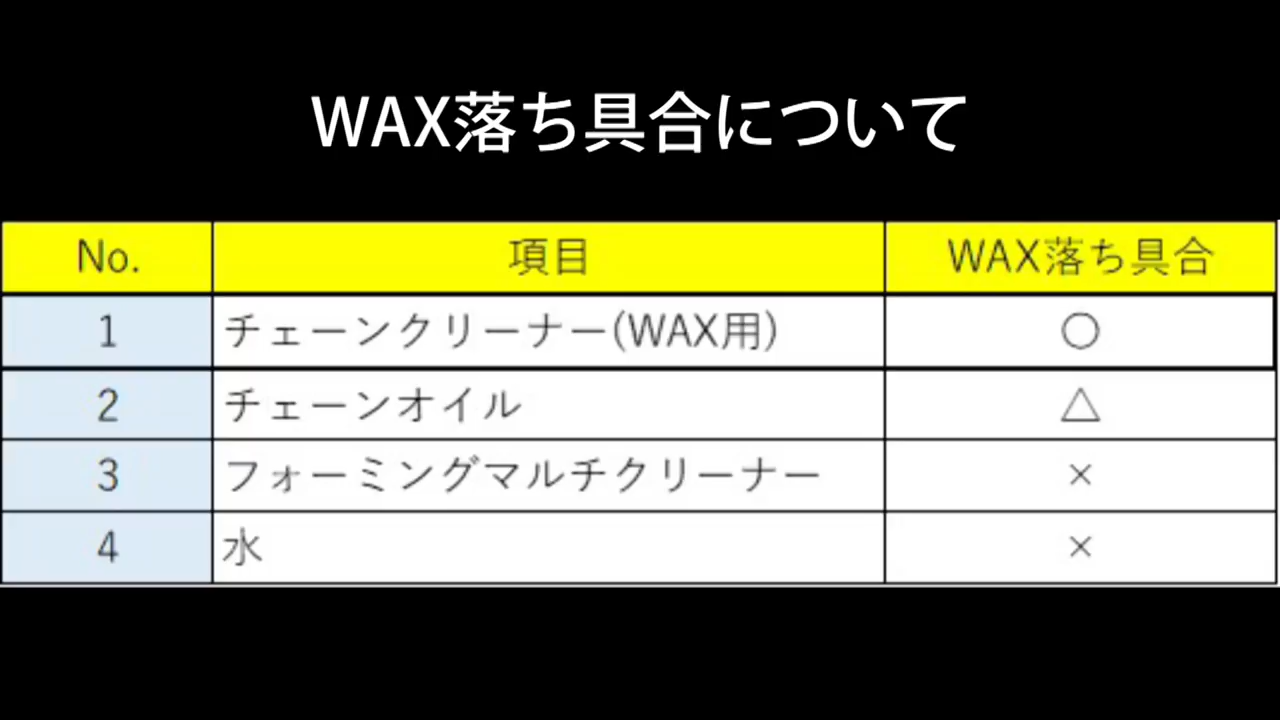 WAX落ち具合について
No. 項目 WAX落ち具合
1 チェーンクリーナー(WAX用) ○
2 チェーンオイル △
3 フォーミングマルチクリーナー ×
4 水 ×